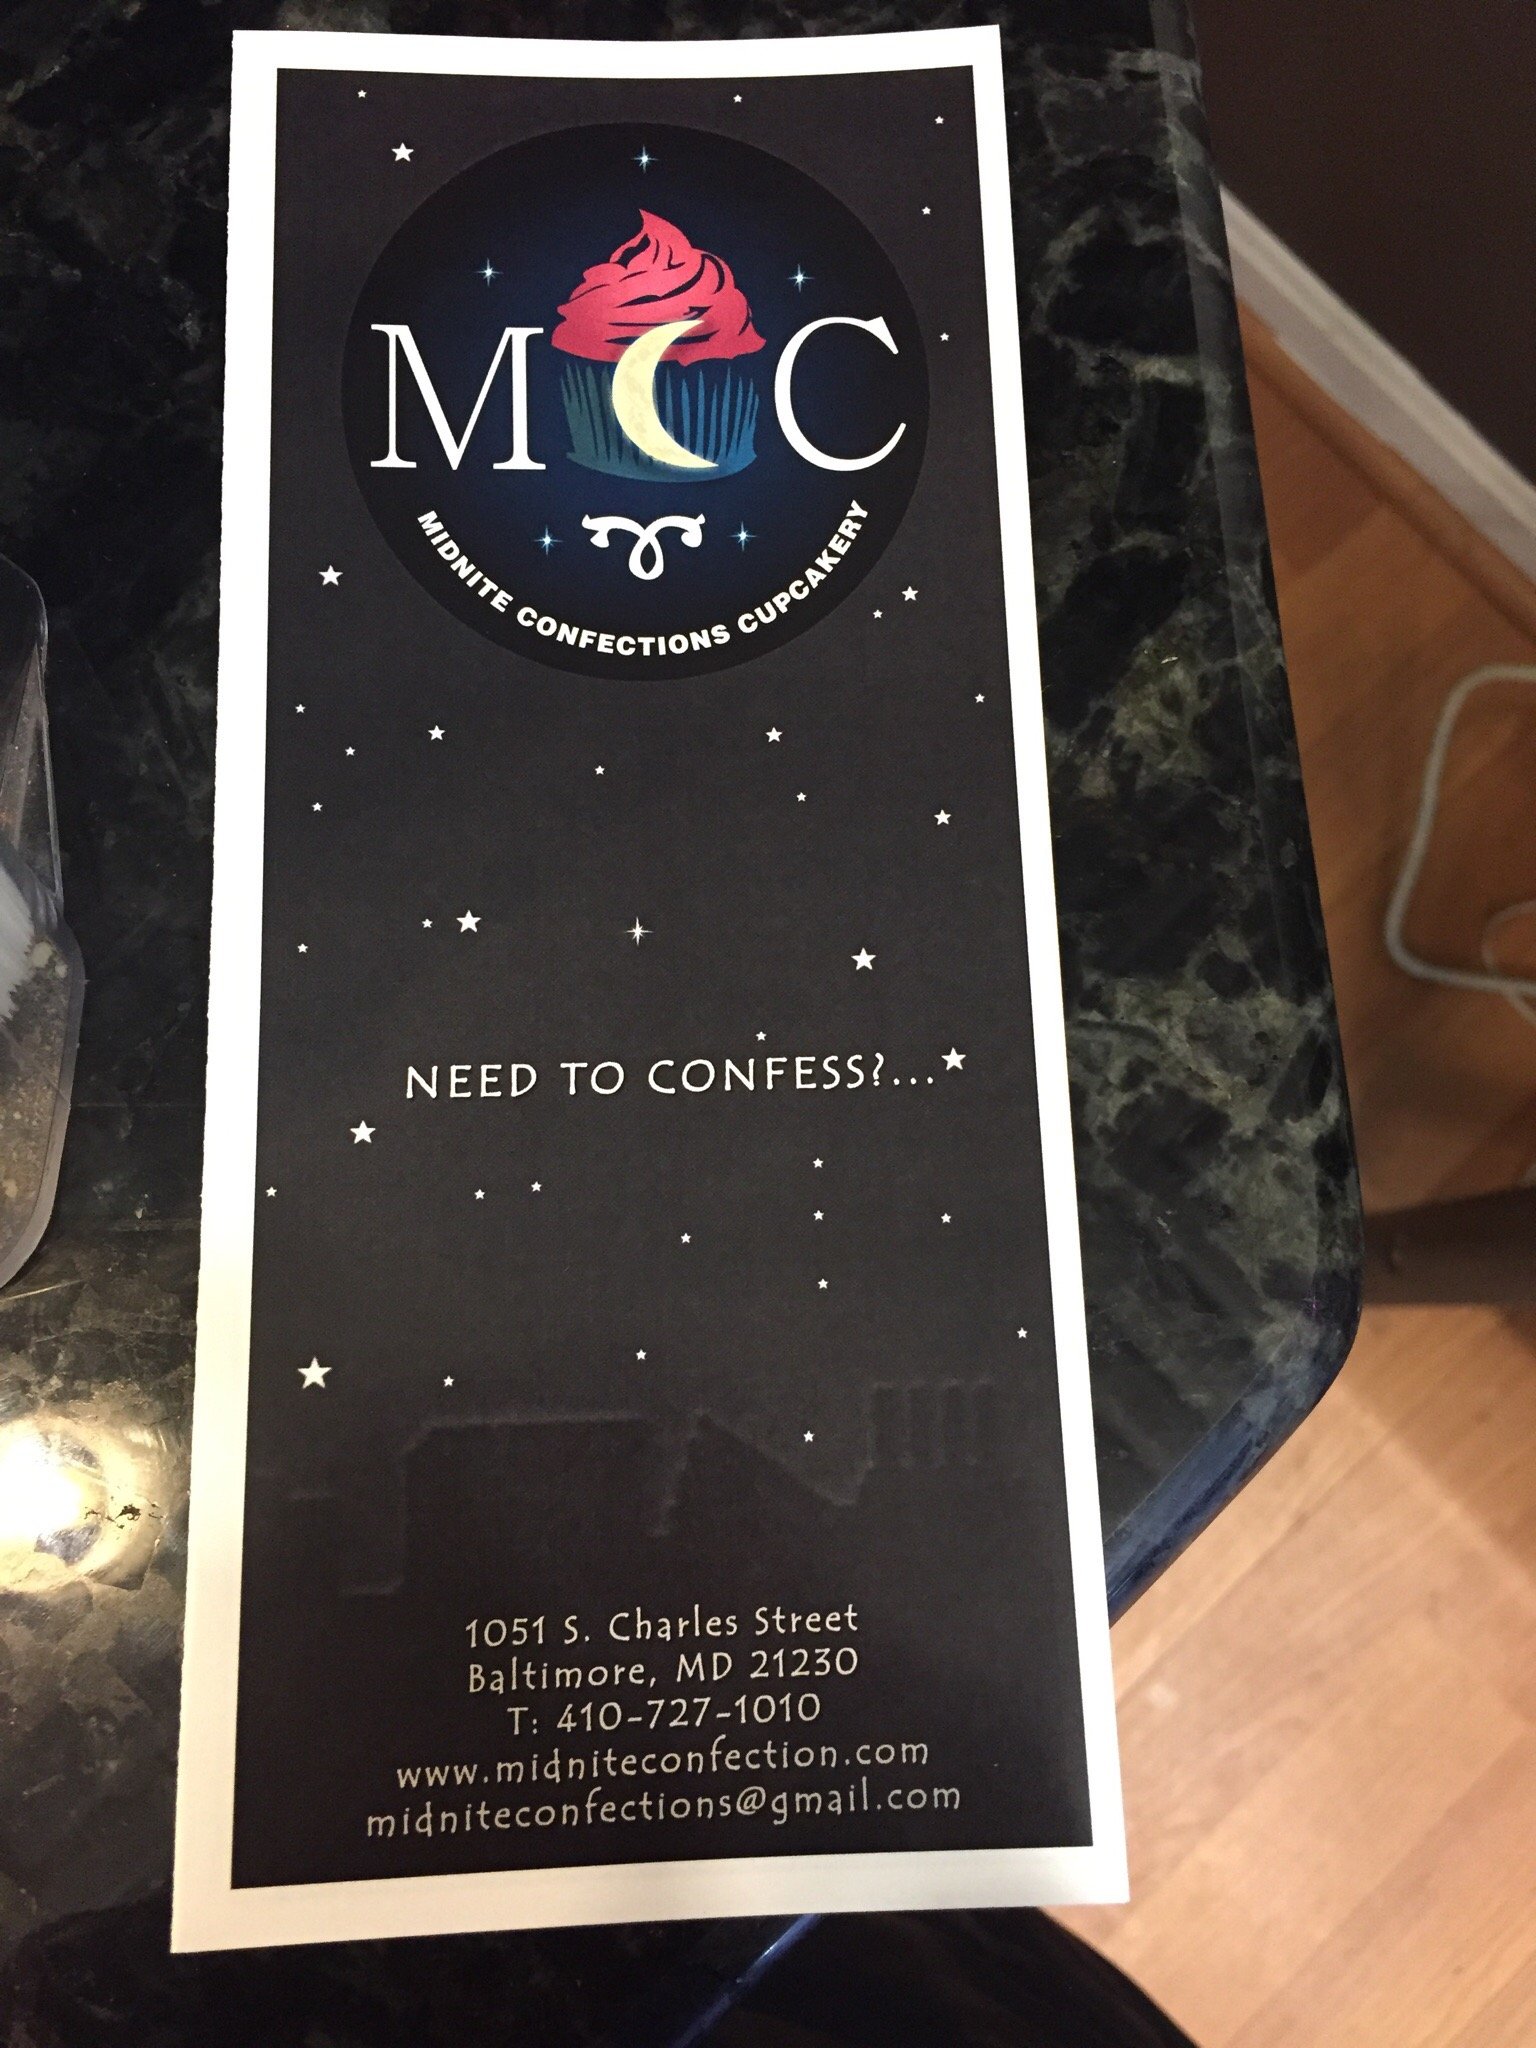 M C
MIDNITE CONFECTIONS CUPCAKERY
NEED TO CONFESS?...
1051 S. Charles Street
Baltimore, MD 21230
T: 410-727-1010
www.midniteconfection.com
midniteconfections@gmail.com